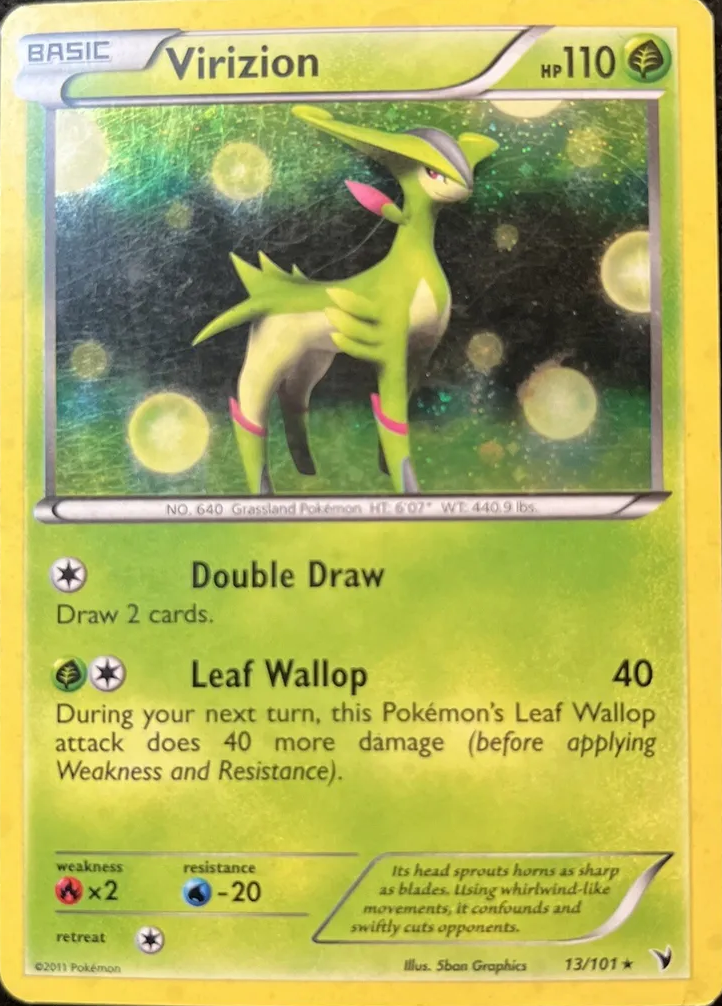 BASIC Virizion HP110
NO. 640 Grassland Pokémon HT: 6'07" WT: 440.9 lbs.
Double Draw
Draw 2 cards.
Leaf Wallop 40
During your next turn, this Pokémon's Leaf Wallop
attack does 40 more damage (before applying
Weakness and Resistance).
weakness resistance
×2 -20
retreat
Its head sprouts horns as sharp
as blades. Using whirlwind-like
movements, it confounds and
swiftly cuts opponents.
©2011 Pokémon Illus. 5ban Graphics 13/101 ★